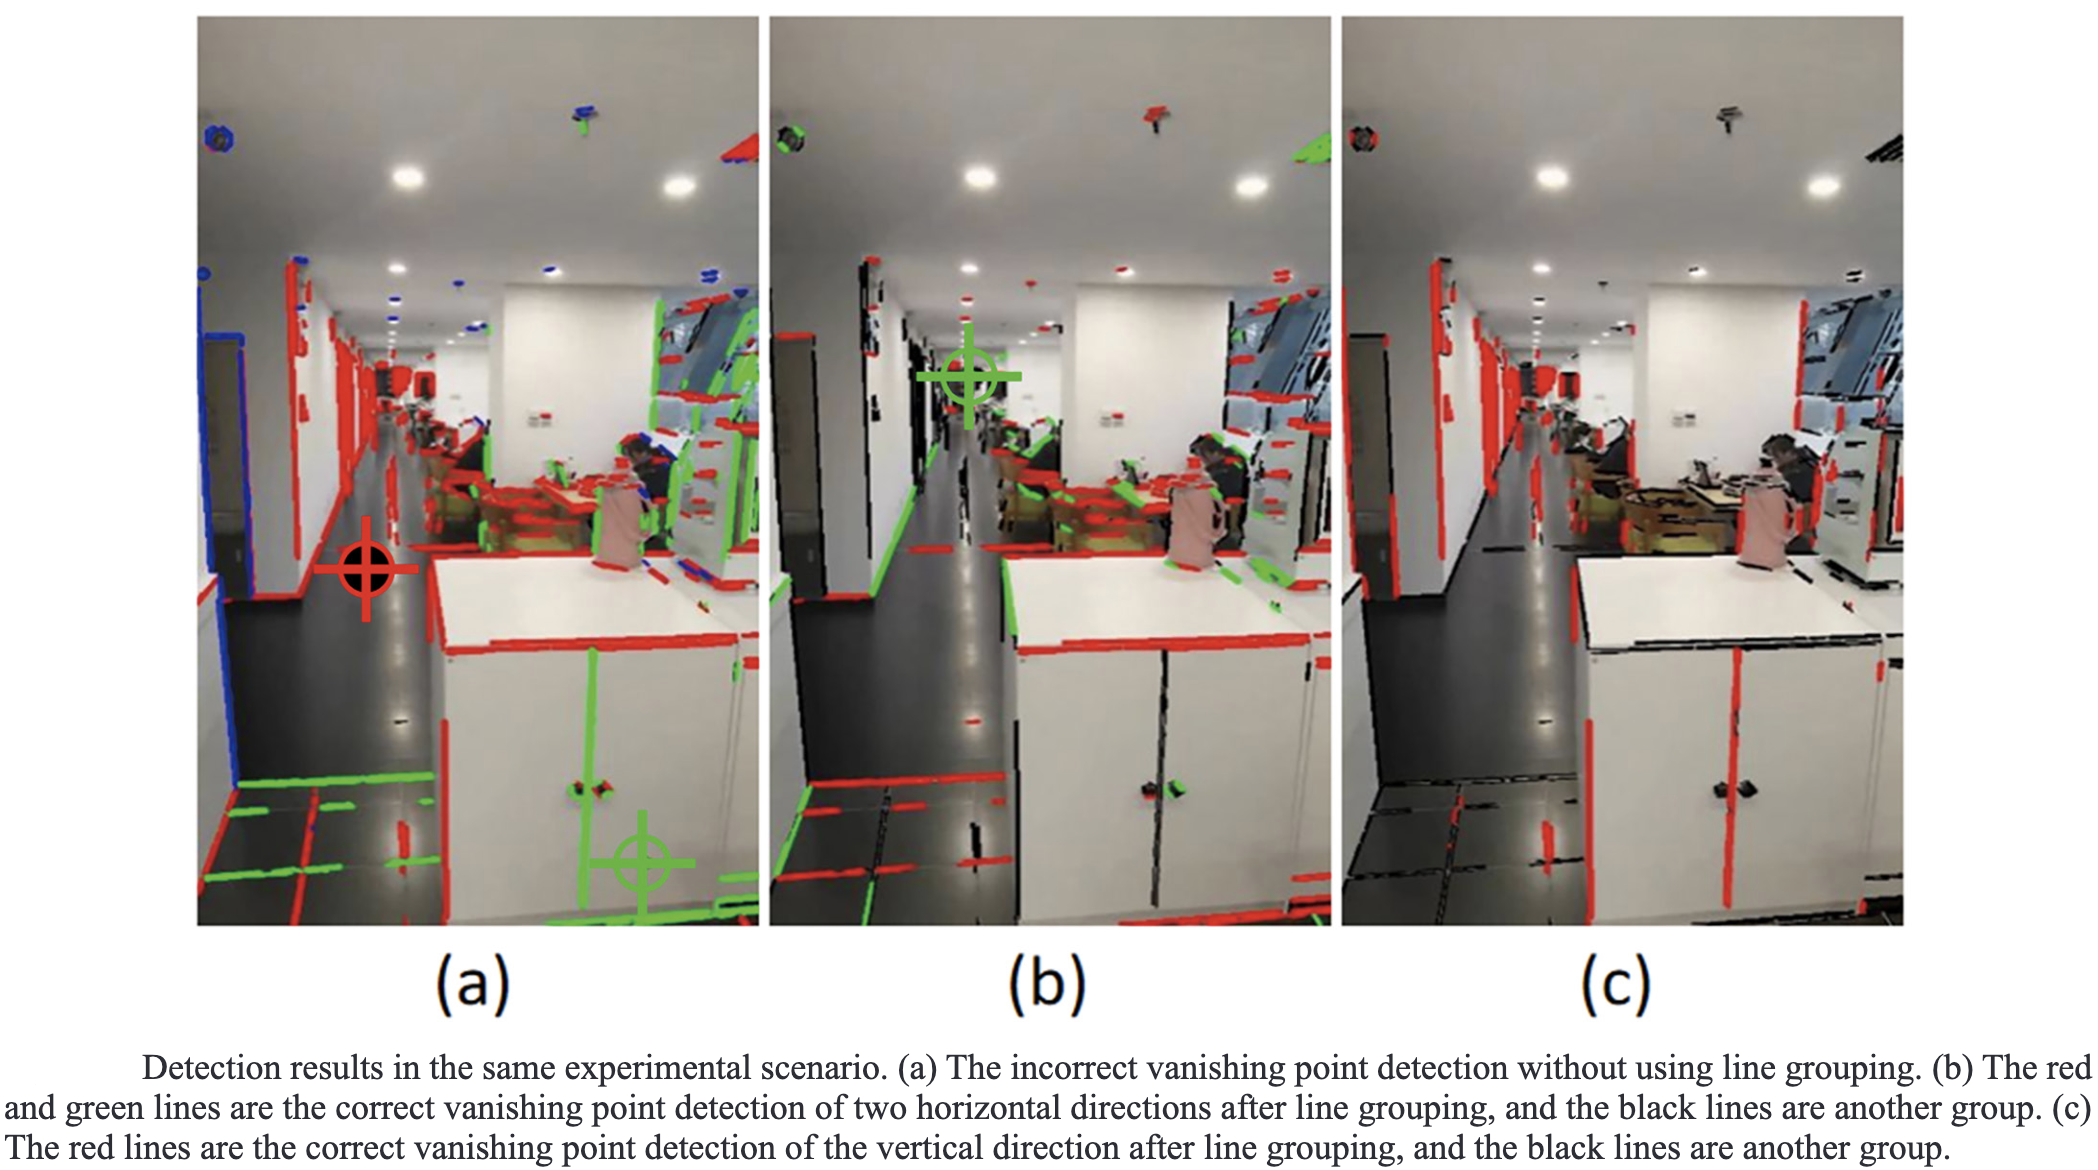 (a) (b) (c)
Detection results in the same experimental scenario. (a) The incorrect vanishing point detection without using line grouping. (b) The red
and green lines are the correct vanishing point detection of two horizontal directions after line grouping, and the black lines are another group. (c)
The red lines are the correct vanishing point detection of the vertical direction after line grouping, and the black lines are another group.